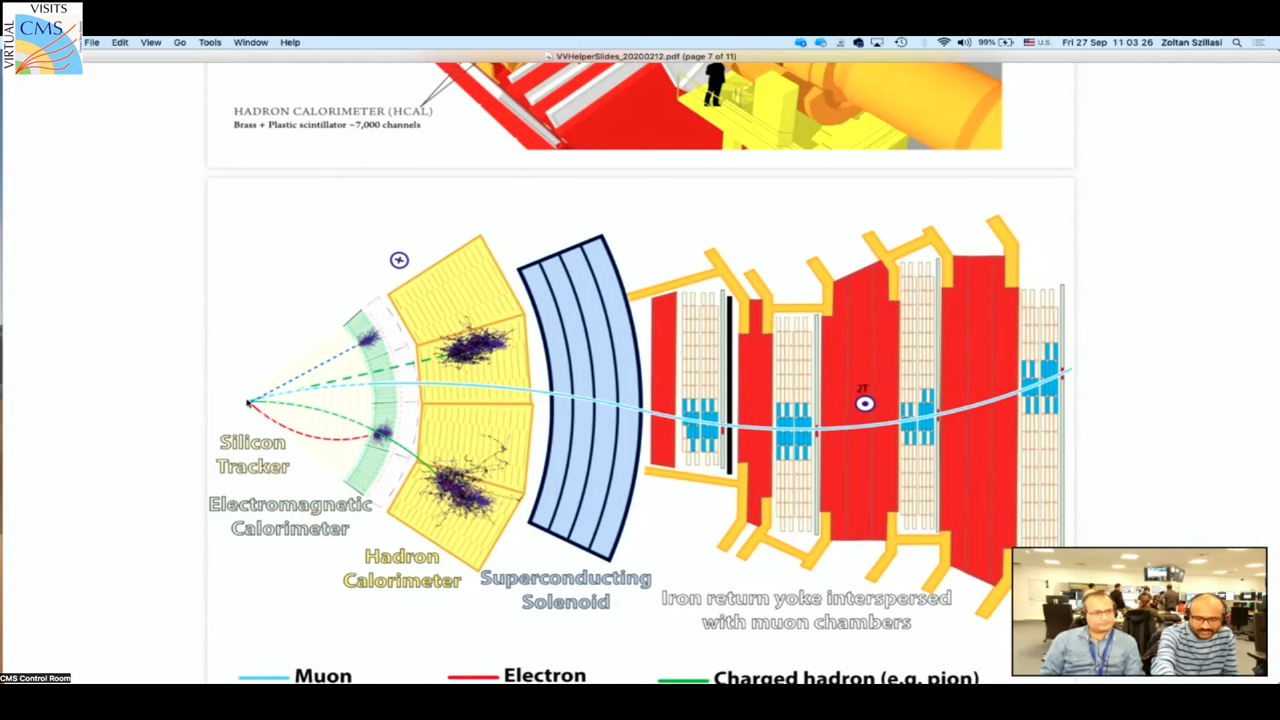 VISITS
CMS
VIRTUAL
File Edit View Go Tools Window Help
99% U.S. Fri 27 Sep 11 03 26 Zoltan Szillasi
VVHelperSlides_20200212.pdf (page 7 of 11)
HADRON CALORIMETER (HCAL)
Brass + Plastic scintillator ~7,000 channels
2T
Silicon
Tracker
Electromagnetic
Calorimeter
Hadron
Calorimeter
Superconducting
Solenoid
Iron return yoke interspersed
with muon chambers
Muon
Electron
Charged hadron (e.g. pion)
CMS Control Room